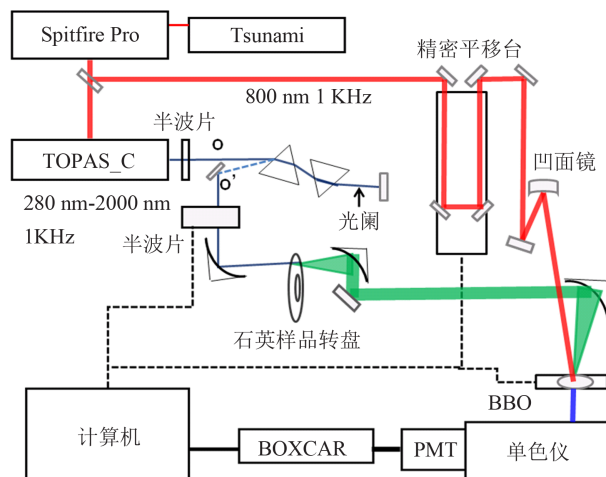 Spitfire Pro
Tsunami
精密平移台
800 nm 1 KHz
半波片
O
TOPAS_C
O'
凹面镜
280 nm-2000 nm
1KHz
光阑
半波片
石英样品转盘
BBO
计算机
BOXCAR
PMT
单色仪